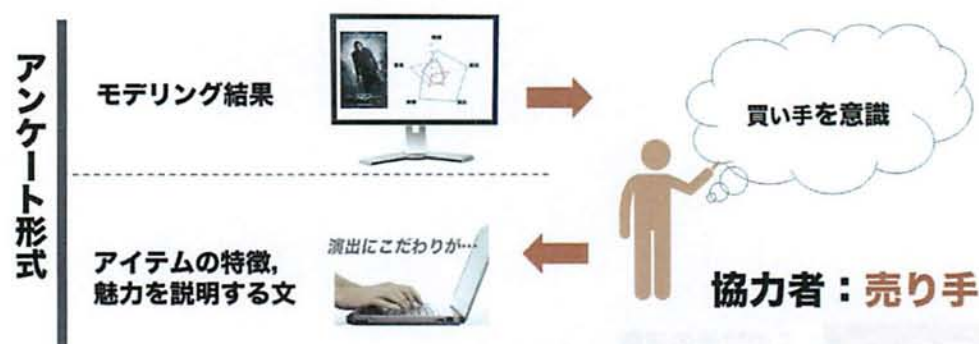 アンケート形式
モデリング結果
買い手を意識
演出にこだわりが…
アイテムの特徴,
魅力を説明する文
協力者：売り手